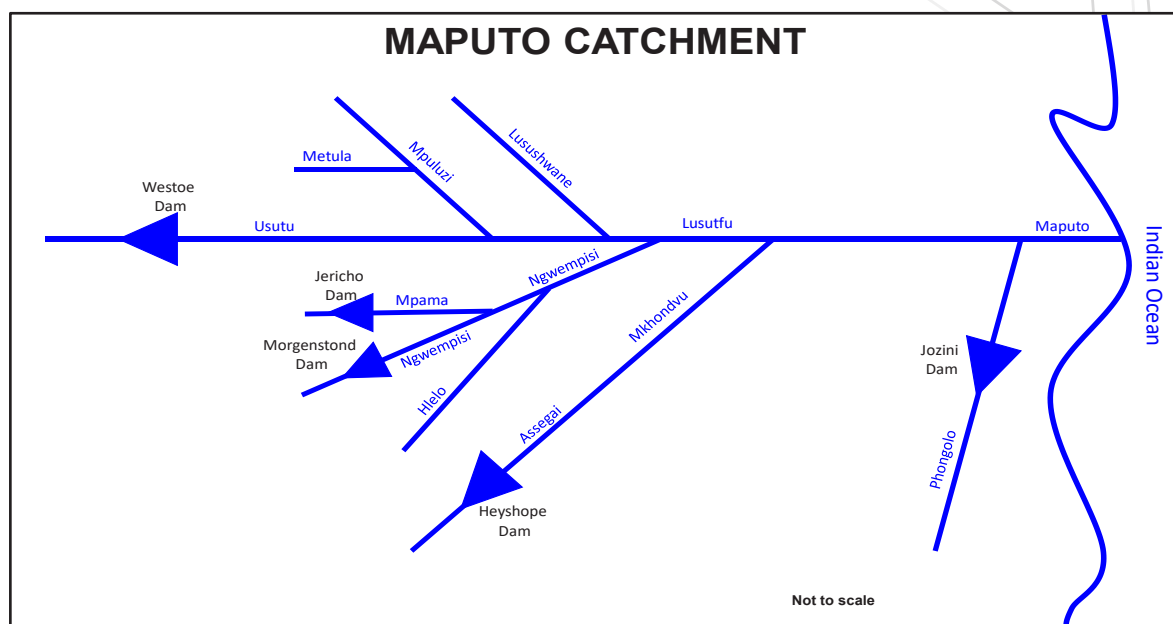 MAPUTO CATCHMENT
Lusushwane
Mpuluzi
Metula
Westoe
Dam
Usutu
Lusutfu
Maputo
Indian Ocean
Ngwempisi
Jericho
Dam
Mpama
Mkhondvu
Morgenstond
Dam
Ngwempisi
Jozini
Dam
Hlelo
Assegai
Phongolo
Heyshope
Dam
Not to scale